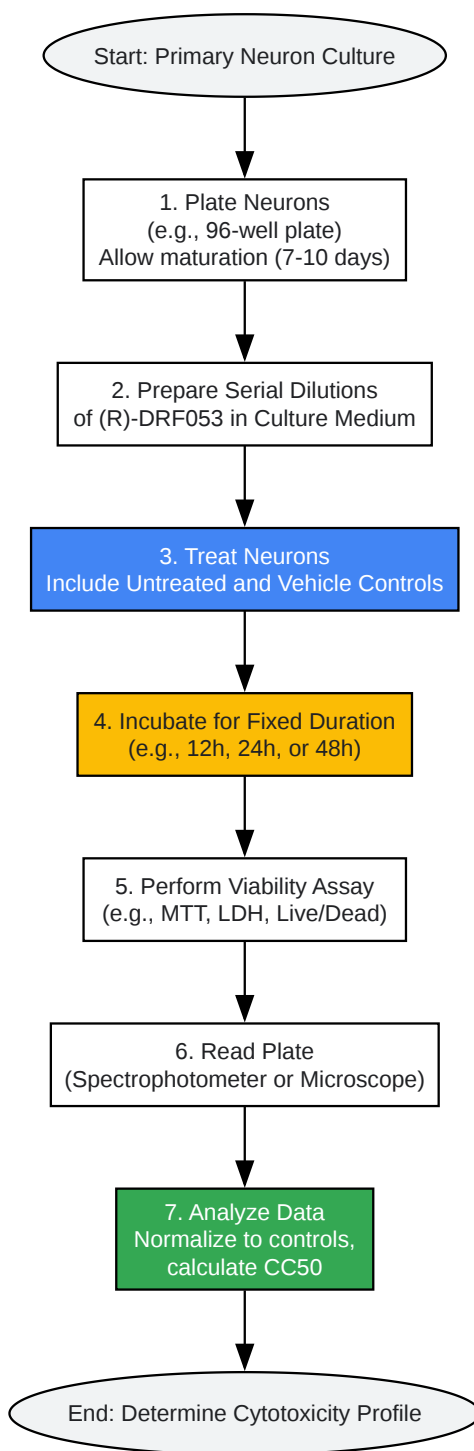 Start: Primary Neuron Culture
1. Plate Neurons
(e.g., 96-well plate)
Allow maturation (7-10 days)
2. Prepare Serial Dilutions
of (R)-DRF053 in Culture Medium
3. Treat Neurons
Include Untreated and Vehicle Controls
4. Incubate for Fixed Duration
(e.g., 12h, 24h, or 48h)
5. Perform Viability Assay
(e.g., MTT, LDH, Live/Dead)
6. Read Plate
(Spectrophotometer or Microscope)
7. Analyze Data
Normalize to controls,
calculate CC50
End: Determine Cytotoxicity Profile